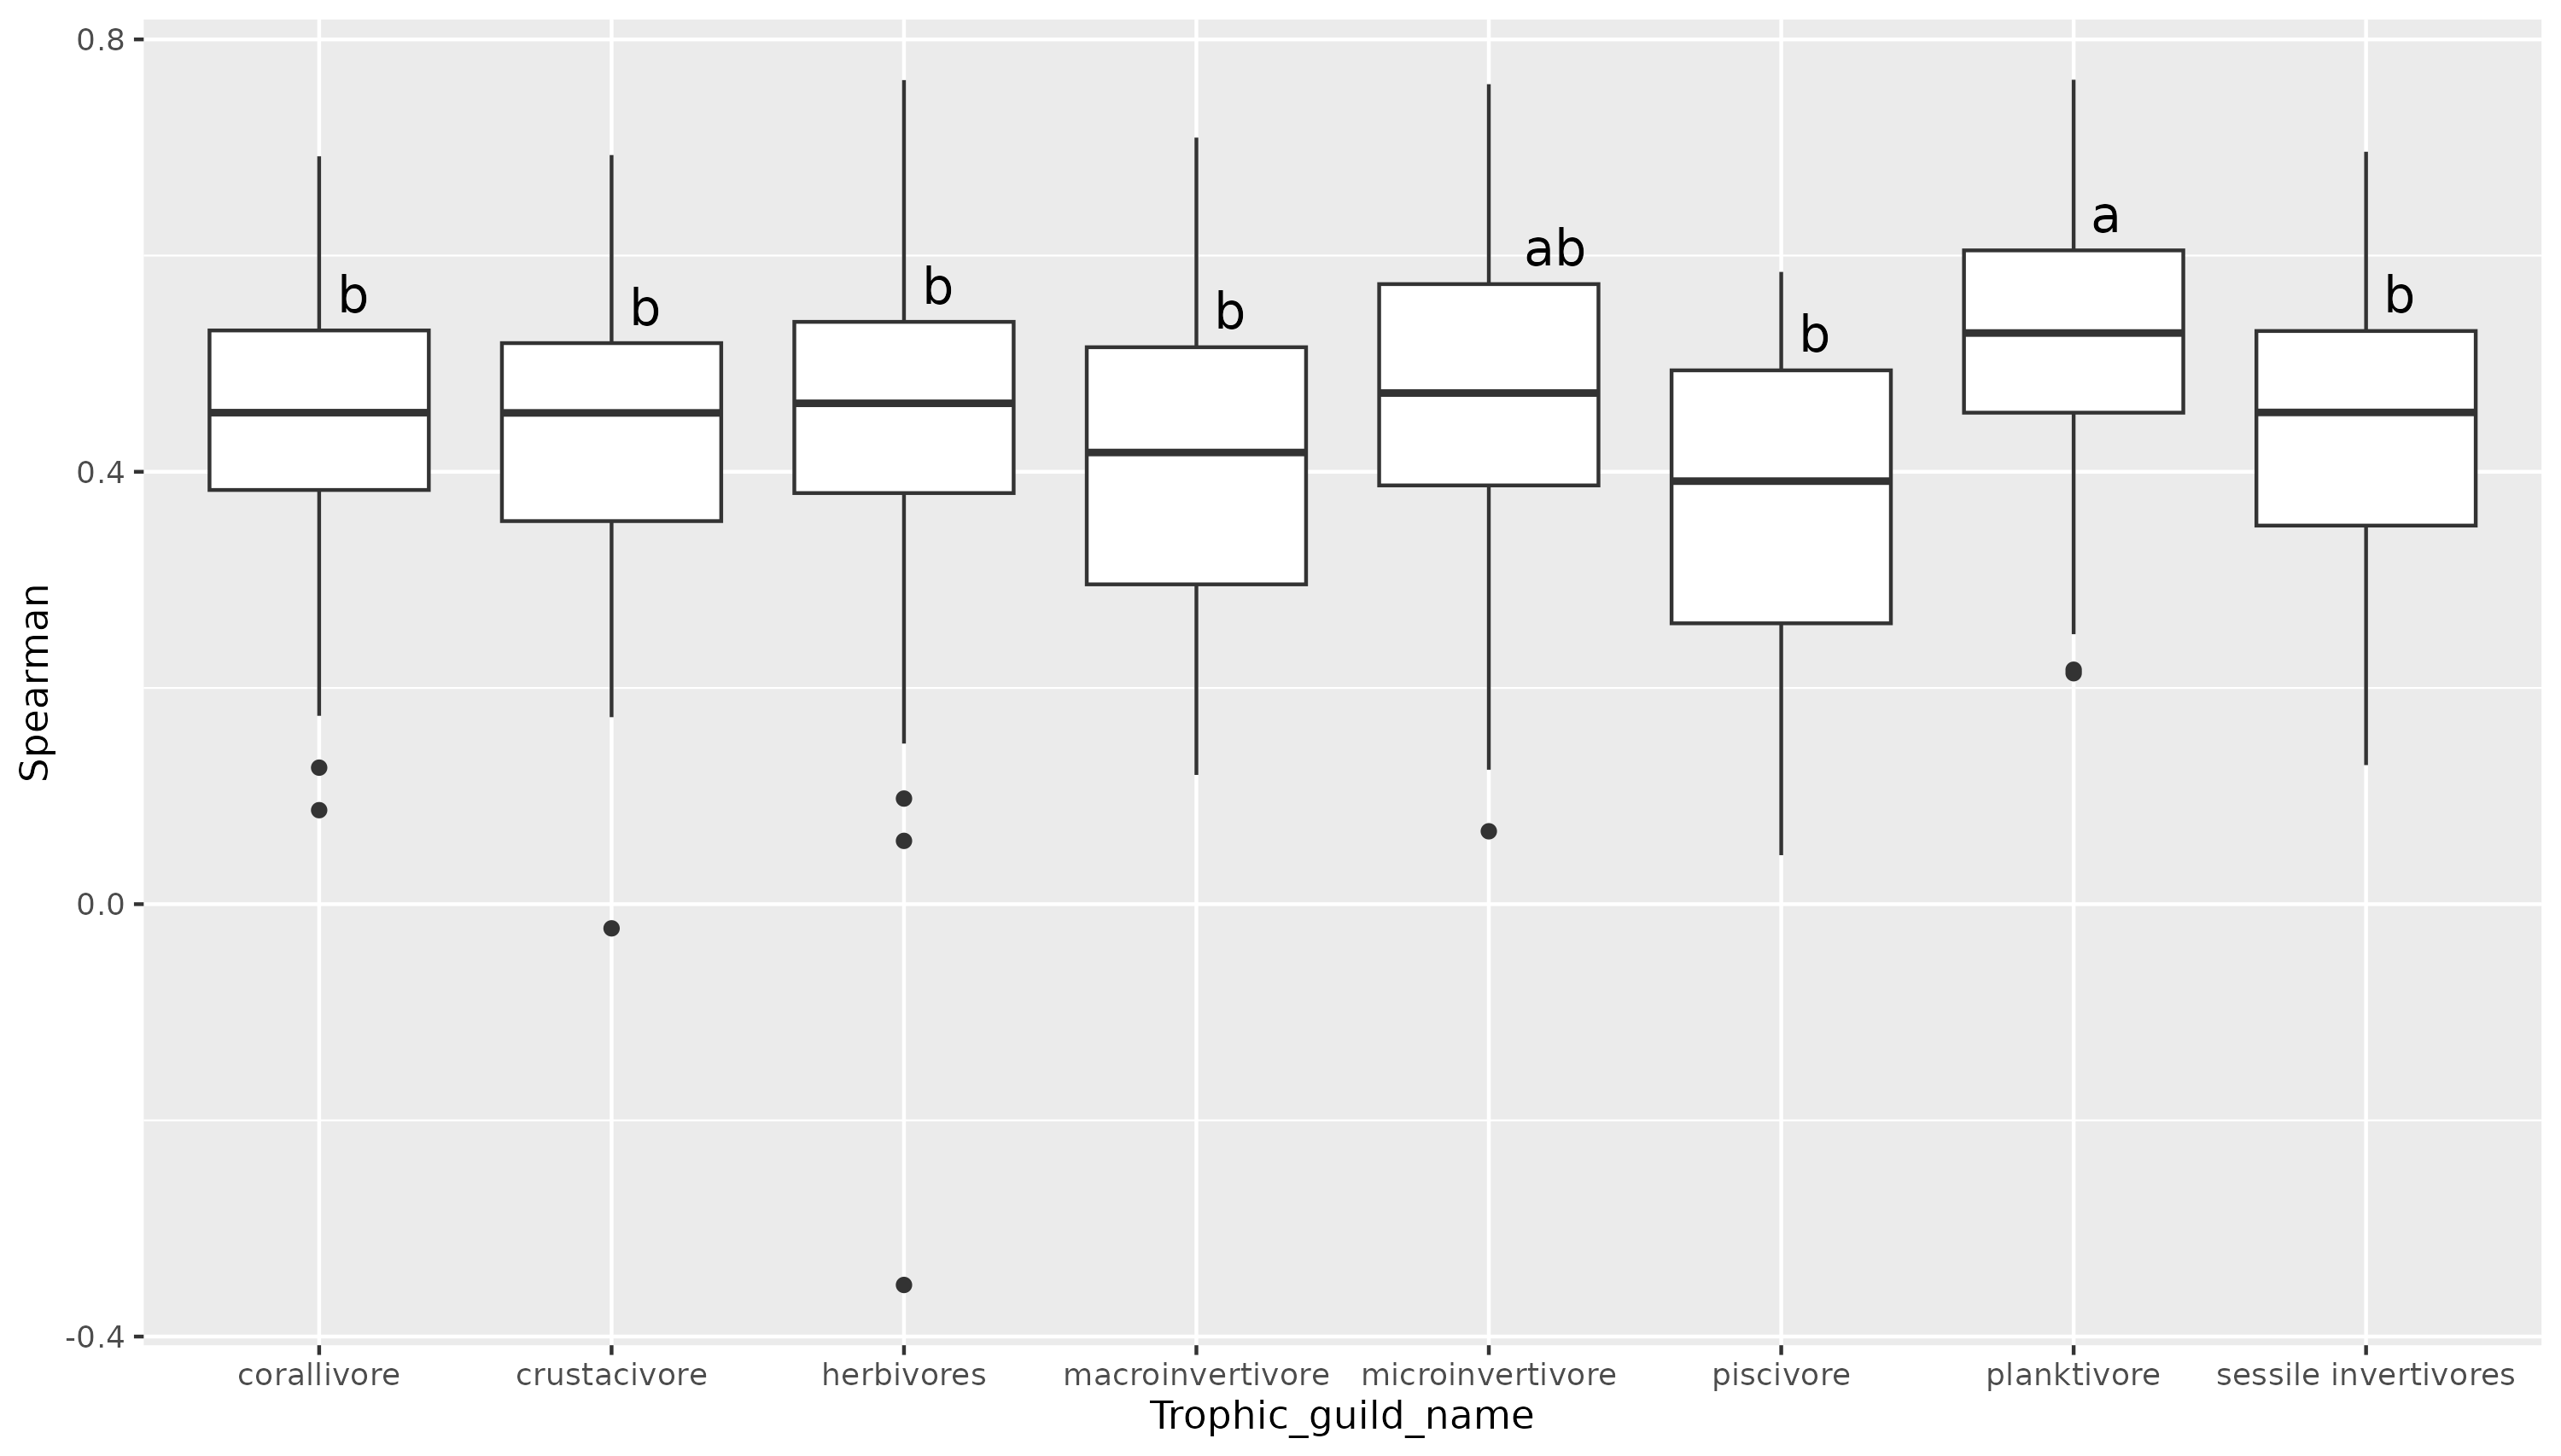 0.8
0.4
0.0
-0.4
Spearman
b
b
b
b
ab
b
a
b
corallivore
crustacivore
herbivores
macroinvertivore
microinvertivore
piscivore
planktivore
sessile invertivores
Trophic_guild_name